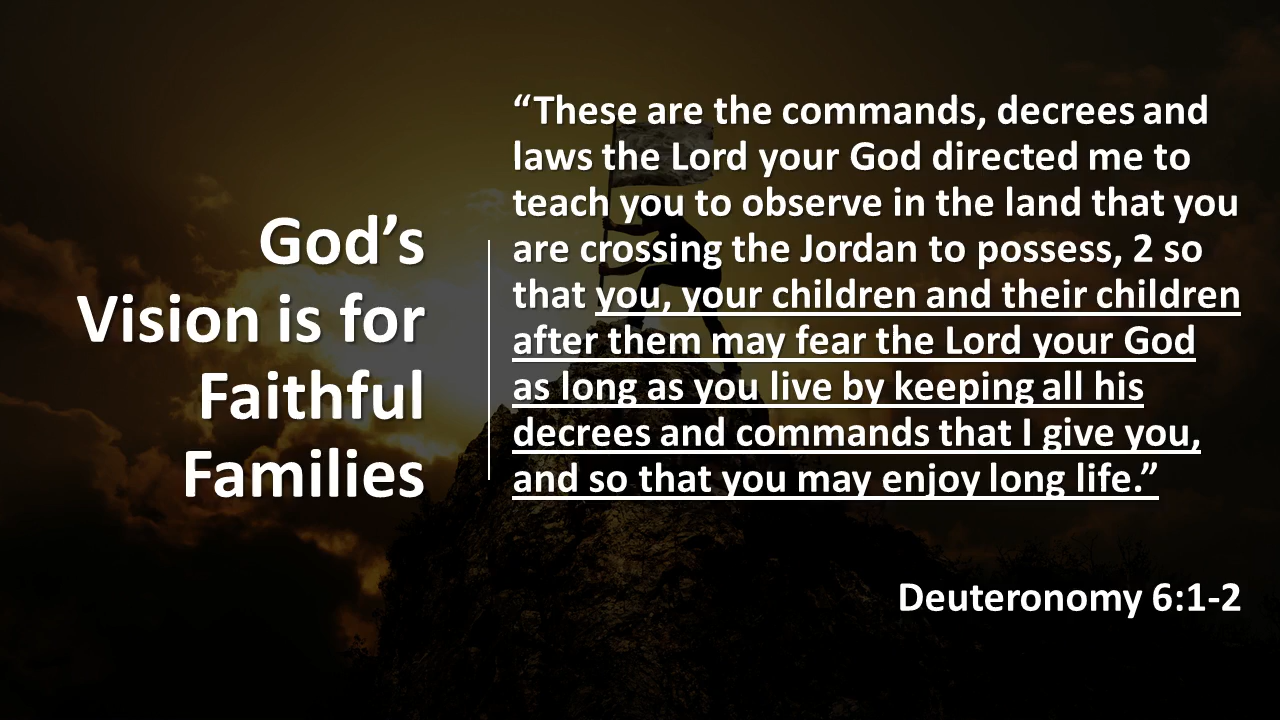 God’s
Vision is for
Faithful
Families
“These are the commands, decrees and
laws the Lord your God directed me to
teach you to observe in the land that you
are crossing the Jordan to possess, 2 so
that you, your children and their children
after them may fear the Lord your God
as long as you live by keeping all his
decrees and commands that I give you,
and so that you may enjoy long life.”
Deuteronomy 6:1-2